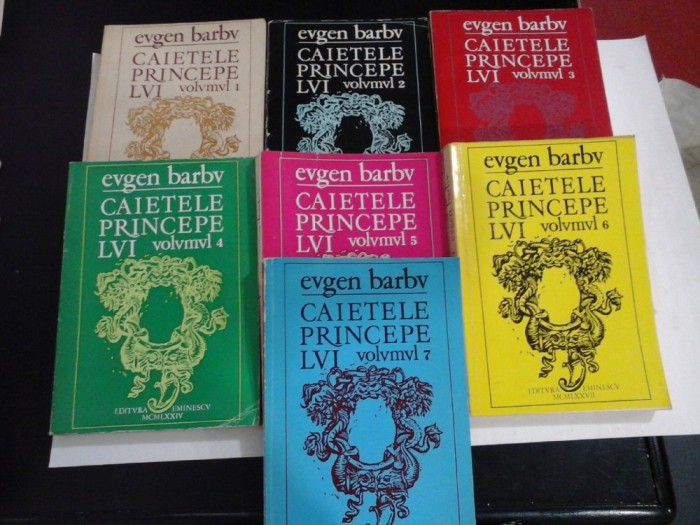 evgen barbv
CAIETELE
PRINCEPE
LVI volvmvl 1
evgen barbv
CAIETELE
PRINCEPE
LVI volvmvl 2
evgen barbv
CAIETELE
PRINCEPE
LVI volvmvl 3
evgen barbv
CAIETELE
PRINCEPE
LVI volvmvl 4
EDITVRA EMINESCV
MCMLXXIV
evgen barbv
CAIETELE
PRINCEPE
LVI volvmvl 5
evgen barbv
CAIETELE
PRINCEPE
LVI volvmvl 6
EDITVRA EMINESCV
MCMLXXVII
evgen barbv
CAIETELE
PRINCEPE
LVI volvmvl 7